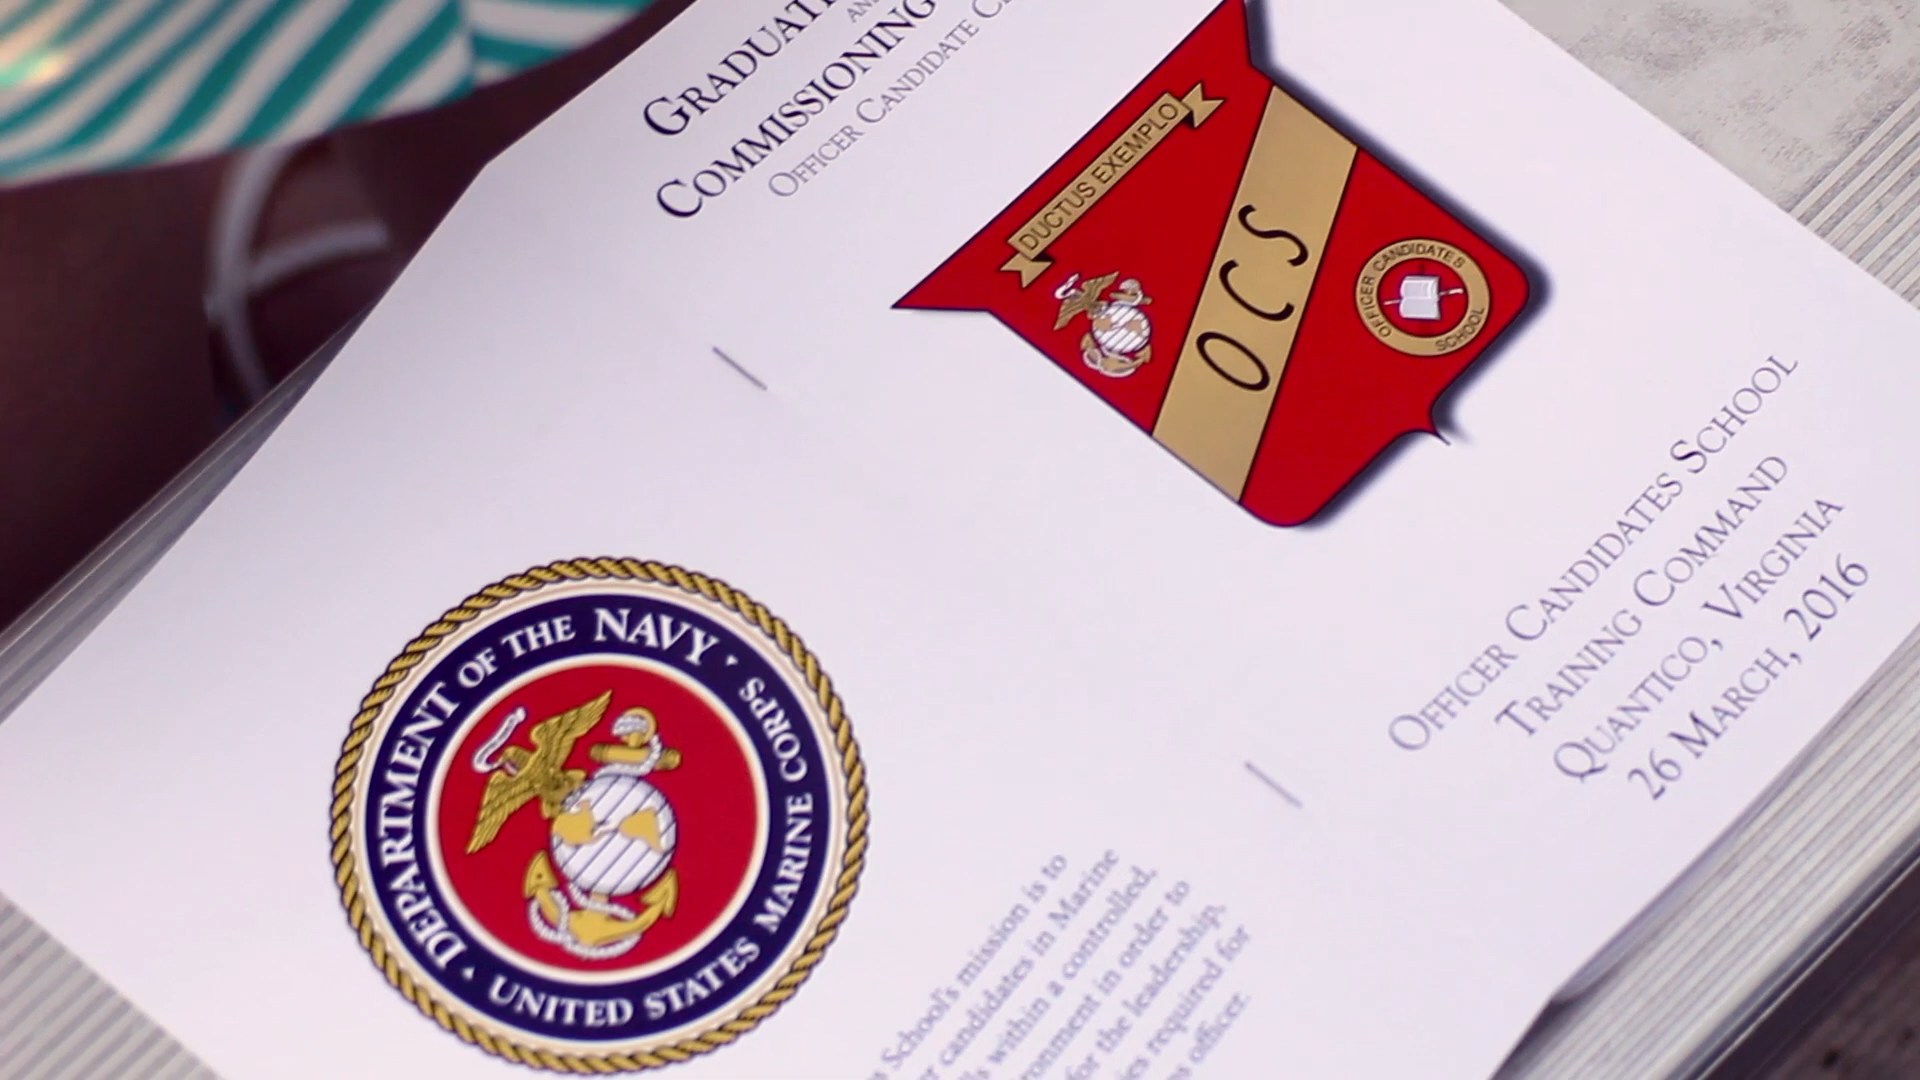 COMMISSIONING
OFFICER CANDIDATE
DUCTUS EXEMPLO
OCS
OFFICER CANDIDATES
SCHOOL
OFFICER CANDIDATES SCHOOL
TRAINING COMMAND
QUANTICO, VIRGINIA
26 MARCH, 2016
DEPARTMENT OF THE NAVY
UNITED STATES MARINE CORPS
School's mission is to
candidates in Marine
within a controlled,
in order to
for the leadership,
required for
officer.